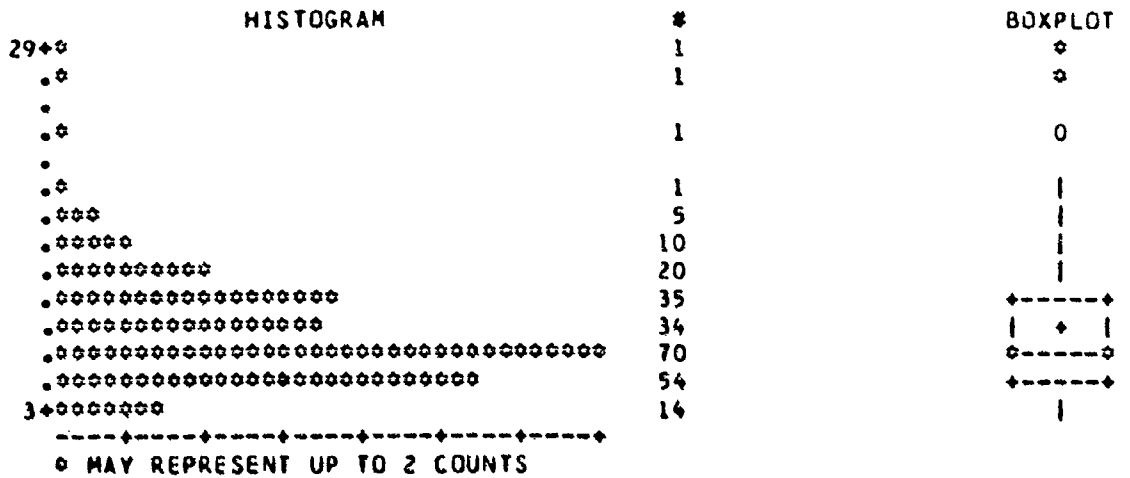 HISTOGRAM # BOXPLOT
29+* 1 *
.* 1 *
.
.* 1 0
.
.* 1 |
.*** 5 |
.***** 10 |
.********** 20 |
.****************** 35 +-----+
.***************** 34 | + |
.*********************************** 70 *-----*
.*************************** 54 +-----+
3+******* 14 |
----+----+----+----+----+----+----+
* MAY REPRESENT UP TO 2 COUNTS